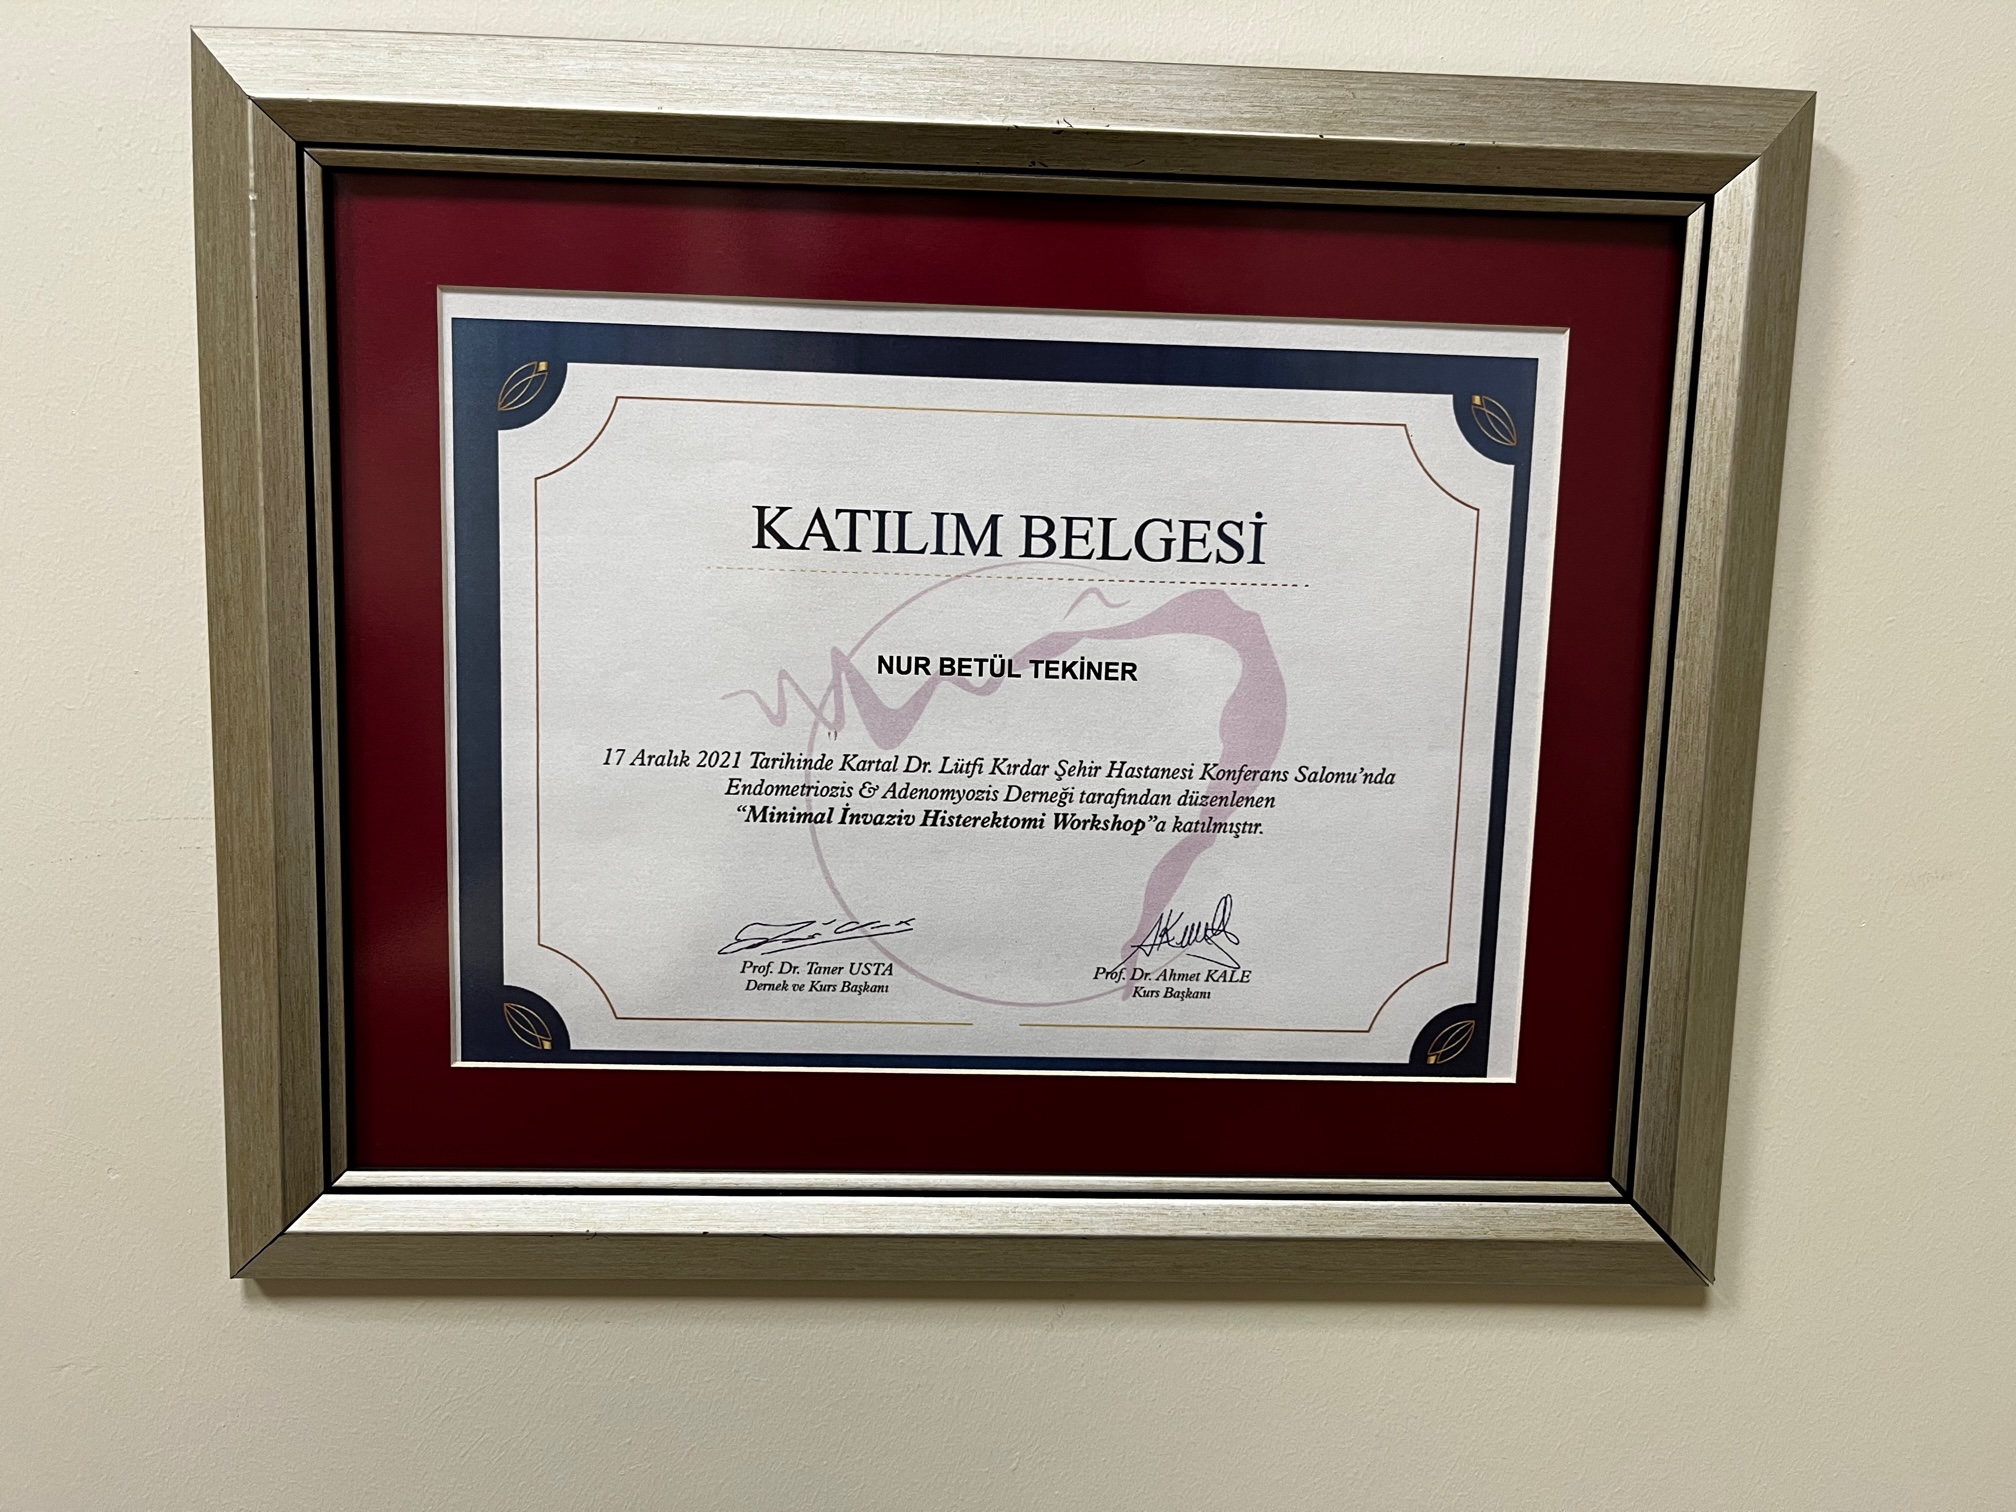 KATILIM BELGESİ
NUR BETÜL TEKİNER
17 Aralık 2021 Tarihinde Kartal Dr. Lütfi Kırdar Şehir Hastanesi Konferans Salonu'nda
Endometriozis & Adenomyozis Derneği tarafından düzenlenen
“Minimal İnvaziv Histerektomi Workshop”a katılmıştır.
Prof. Dr. Taner USTA
Dernek ve Kurs Başkanı
Prof. Dr. Ahmet KALE
Kurs Başkanı